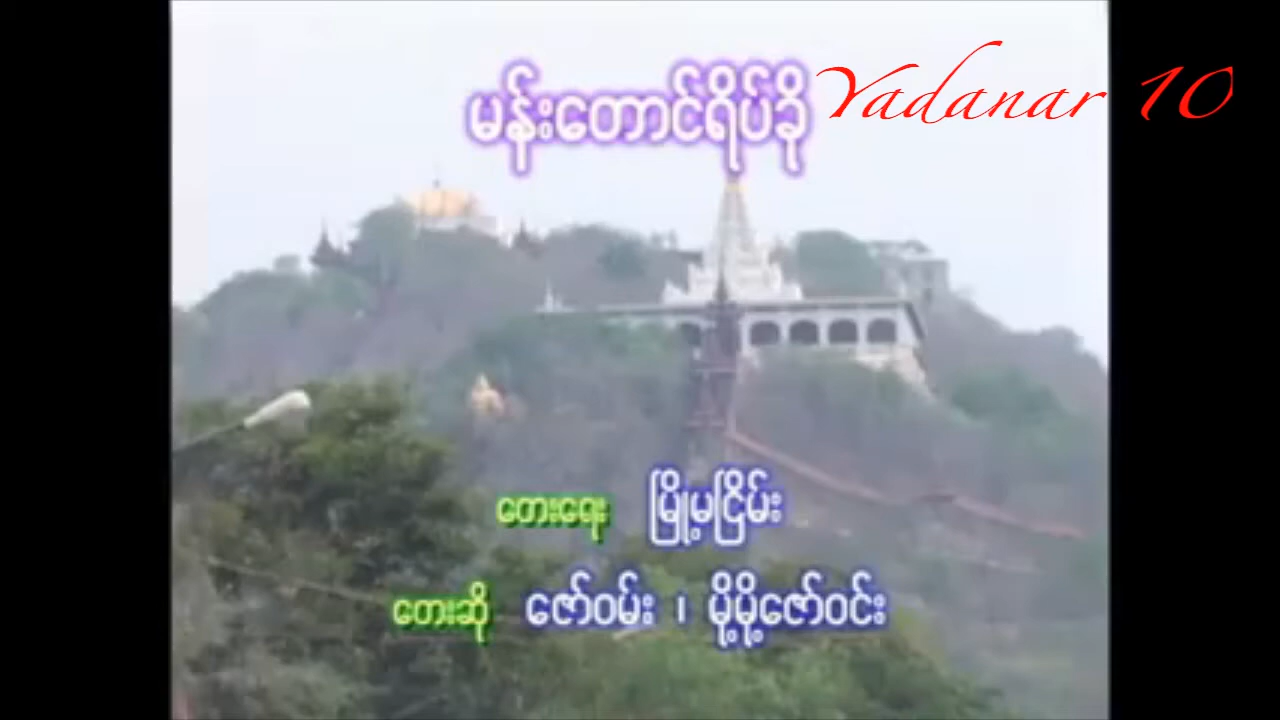 မန်းတောင်ရိပ်ခို Yadanar 10
တေးရေး မြို့မငြိမ်း
တေးဆို ဇော်ဝမ်း ၊ မို့မို့ဇော်ဝင်း